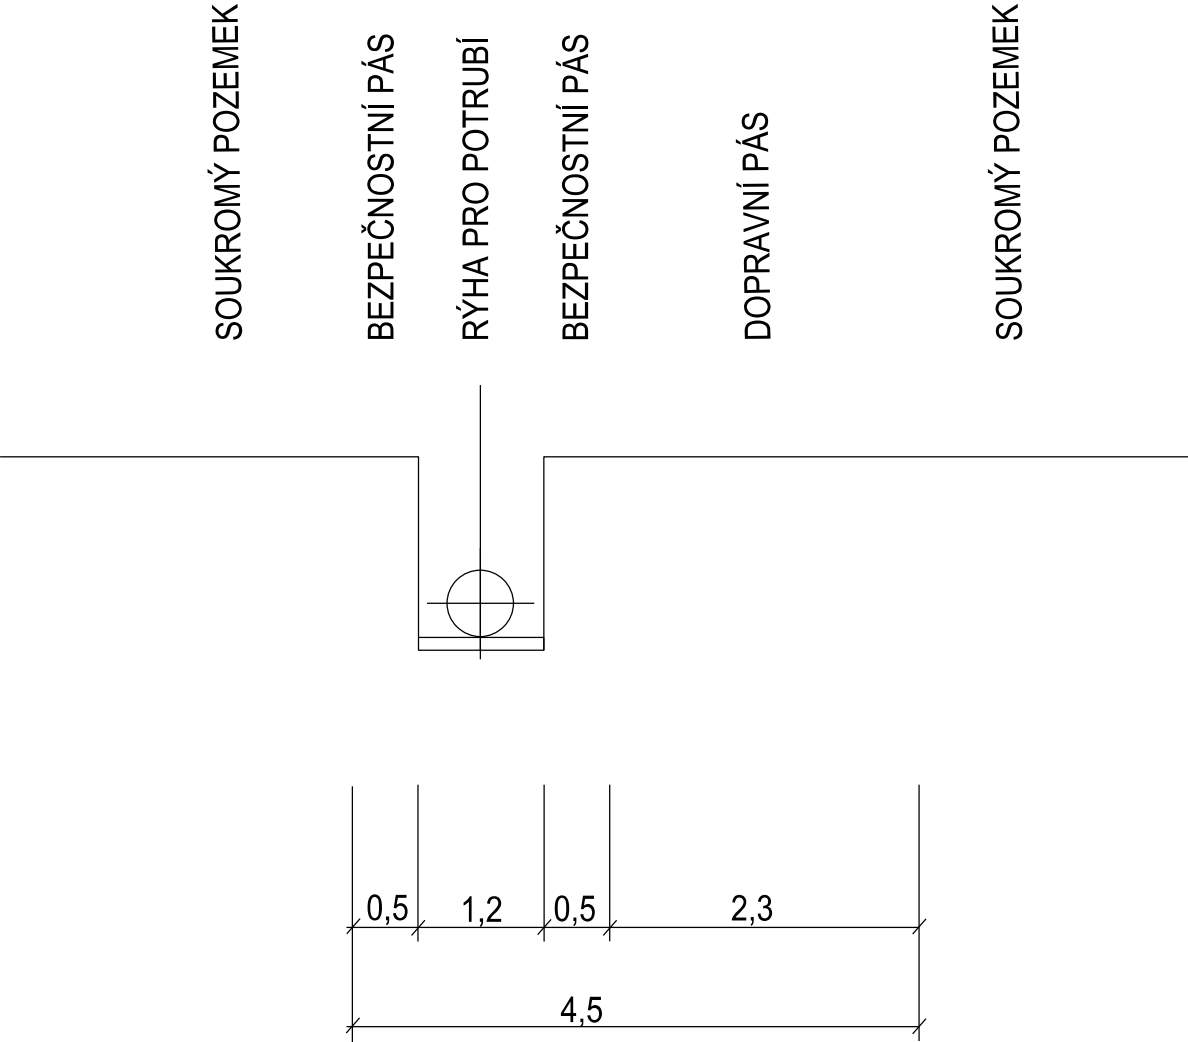 SOUKROMÝ POZEMEK
BEZPEČNOSTNÍ PÁS
RÝHA PRO POTRUBÍ
BEZPEČNOSTNÍ PÁS
DOPRAVNÍ PÁS
SOUKROMÝ POZEMEK
0,5
1,2
0,5
2,3
4,5